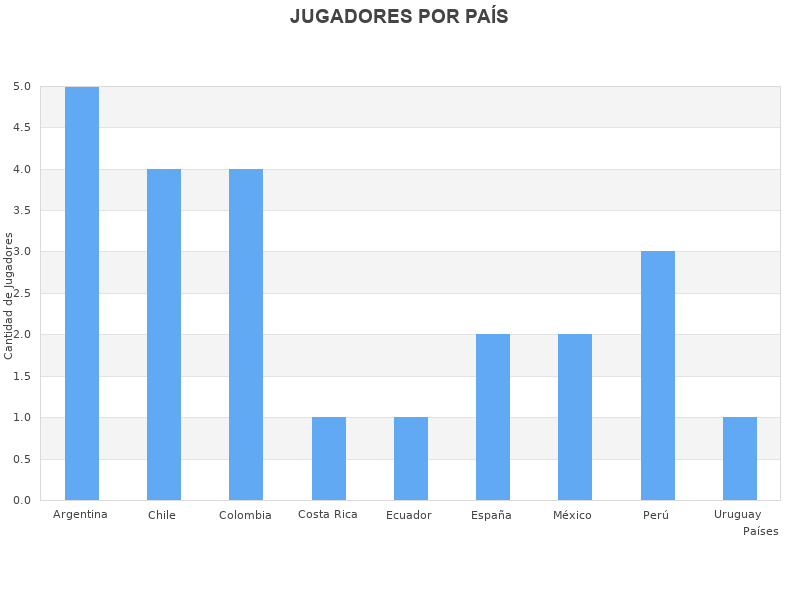 JUGADORES POR PAÍS
Cantidad de Jugadores
5.0
4.5
4.0
3.5
3.0
2.5
2.0
1.5
1.0
0.5
0.0
Argentina Chile Colombia Costa Rica Ecuador España México Perú Uruguay
Países